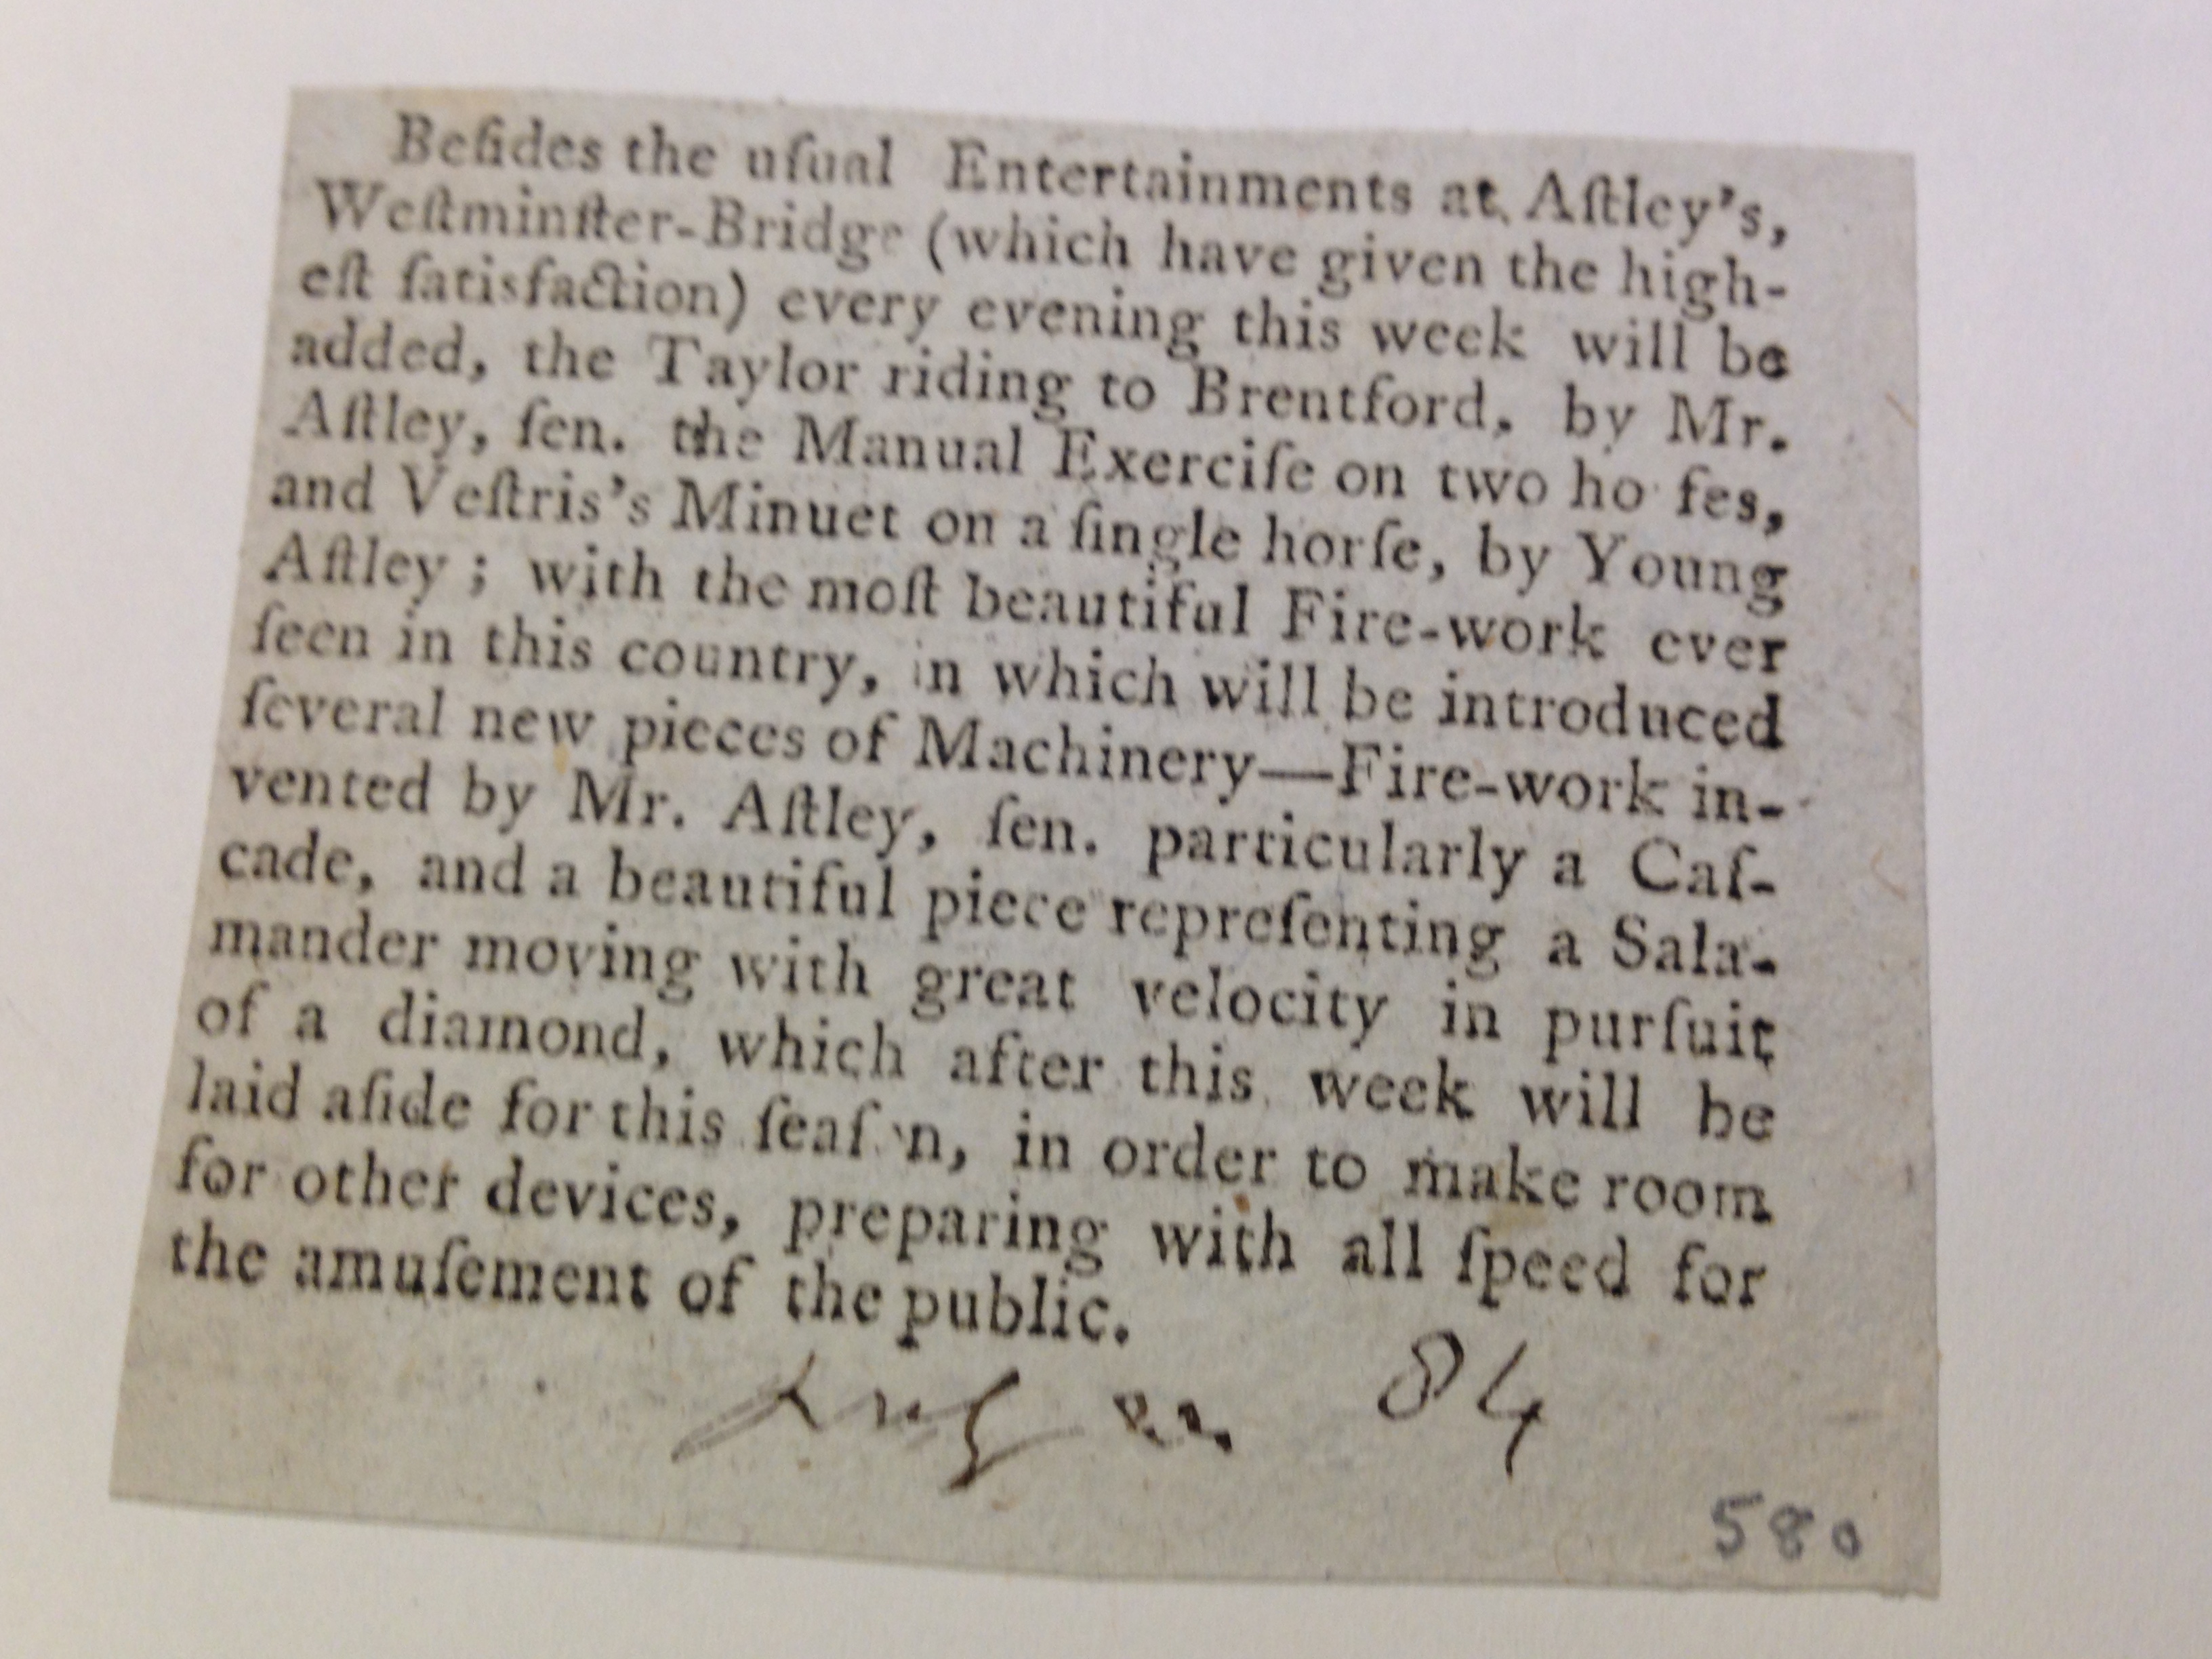 Beſides the uſual Entertainments at Aſtley's,
Weſtminſter-Bridge (which have given the high-
eſt ſatisfaction) every evening this week will be
added, the Taylor riding to Brentford, by Mr.
Aſtley, ſen. the Manual Exerciſe on two ho ſes,
and Veſtris's Minuet on a ſingle horſe, by Young
Aſtley; with the moſt beautiful Fire-work ever
ſeen in this country, in which will be introduced
ſeveral new pieces of Machinery—Fire-work in-
vented by Mr. Aſtley, ſen. particularly a Caſ-
cade, and a beautiful piece repreſenting a Sala-
mander moving with great velocity in purſuit
of a diamond, which after this week will be
laid aſide for this ſeaſ n, in order to make room
for other devices, preparing with all ſpeed for
the amuſement of the public.
84
580